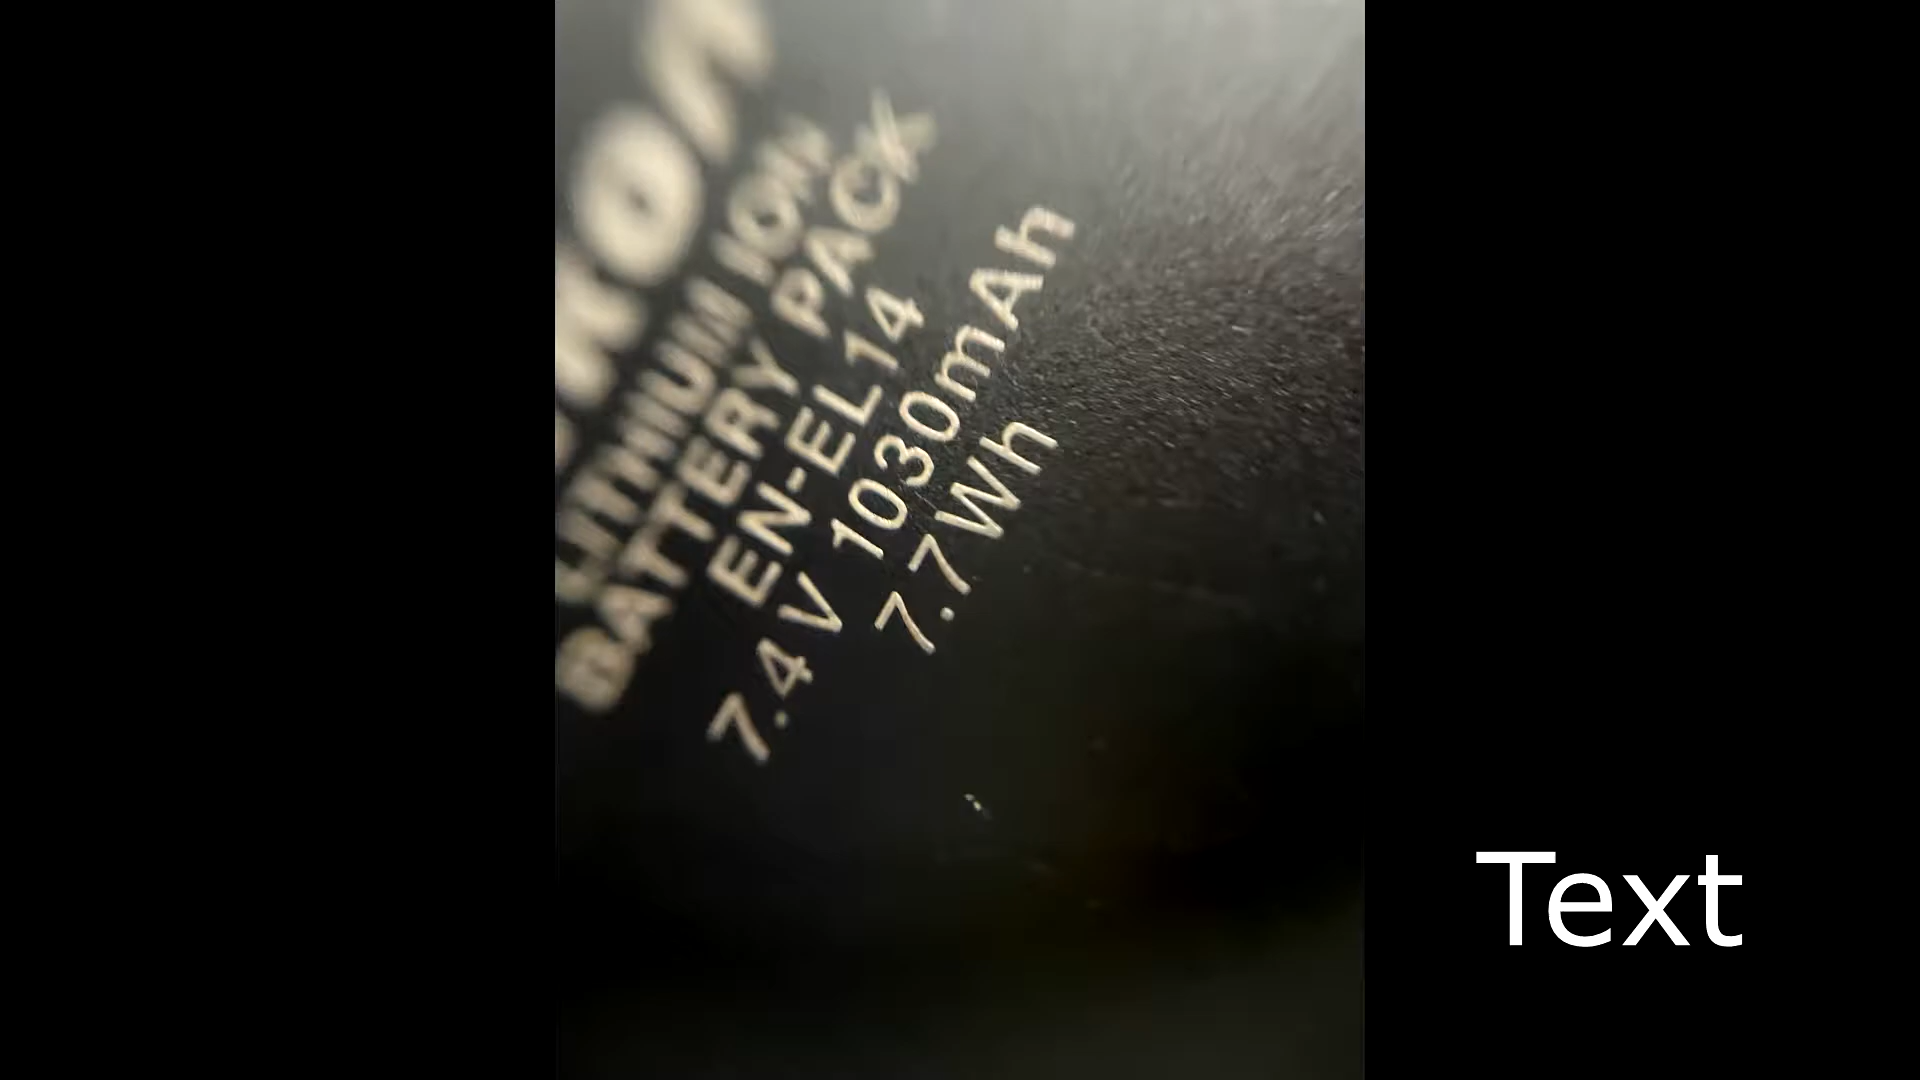 LITHIUM ION
BATTERY PACK
EN-EL14
7.4V 1030mAh
7.7Wh
Text